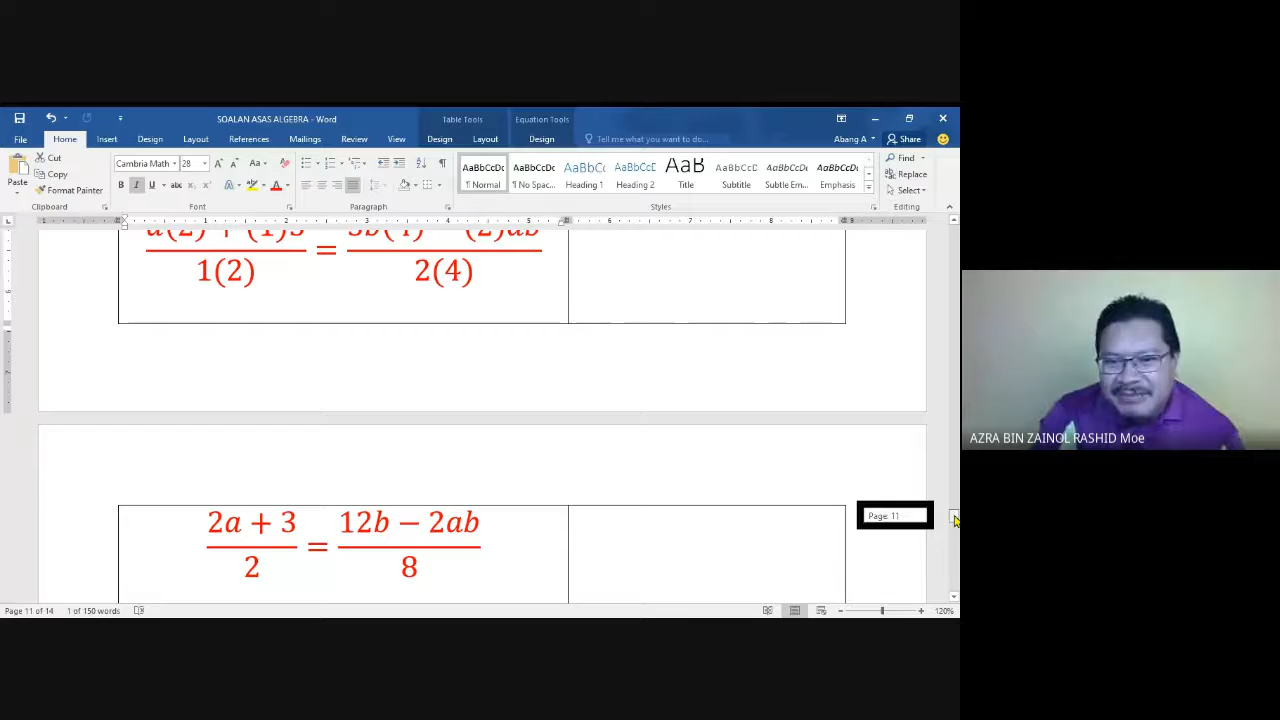 SOALAN ASAS ALGEBRA - Word
Table Tools
Equation Tools
File
Home
Insert
Design
Layout
References
Mailings
Review
View
Design
Layout
Design
Tell me what you want to do...
Abang A
Share
Paste
Cut
Copy
Format Painter
Clipboard
Cambria Math
28
Font
Paragraph
AaBbCcDc
¶ Normal
AaBbCcDc
¶ No Spac...
AaBbCc
Heading 1
AaBbCcE
Heading 2
AaB
Title
AaBbCcD
Subtitle
AaBbCcDc
Subtle Em...
AaBbCcDc
Emphasis
Styles
Find
Replace
Select
Editing
1(2) = 2(4)
2a + 3 / 2 = 12b − 2ab / 8
Page: 11
Page 11 of 14
1 of 150 words
120%
AZRA BIN ZAINOL RASHID Moe